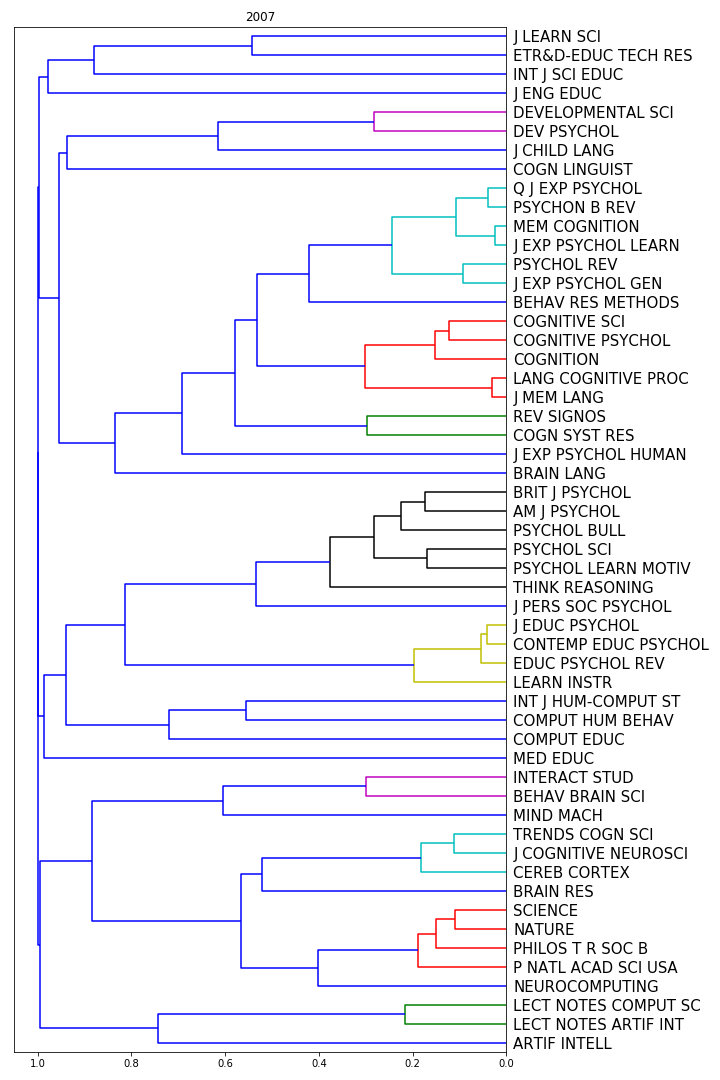 2007
J LEARN SCI
ETR&D-EDUC TECH RES
INT J SCI EDUC
J ENG EDUC
DEVELOPMENTAL SCI
DEV PSYCHOL
J CHILD LANG
COGN LINGUIST
Q J EXP PSYCHOL
PSYCHON B REV
MEM COGNITION
J EXP PSYCHOL LEARN
PSYCHOL REV
J EXP PSYCHOL GEN
BEHAV RES METHODS
COGNITIVE SCI
COGNITIVE PSYCHOL
COGNITION
LANG COGNITIVE PROC
J MEM LANG
REV SIGNOS
COGN SYST RES
J EXP PSYCHOL HUMAN
BRAIN LANG
BRIT J PSYCHOL
AM J PSYCHOL
PSYCHOL BULL
PSYCHOL SCI
PSYCHOL LEARN MOTIV
THINK REASONING
J PERS SOC PSYCHOL
J EDUC PSYCHOL
CONTEMP EDUC PSYCHOL
EDUC PSYCHOL REV
LEARN INSTR
INT J HUM-COMPUT ST
COMPUT HUM BEHAV
COMPUT EDUC
MED EDUC
INTERACT STUD
BEHAV BRAIN SCI
MIND MACH
TRENDS COGN SCI
J COGNITIVE NEUROSCI
CEREB CORTEX
BRAIN RES
SCIENCE
NATURE
PHILOS T R SOC B
P NATL ACAD SCI USA
NEUROCOMPUTING
LECT NOTES COMPUT SC
LECT NOTES ARTIF INT
ARTIF INTELL
1.0 0.8 0.6 0.4 0.2 0.0